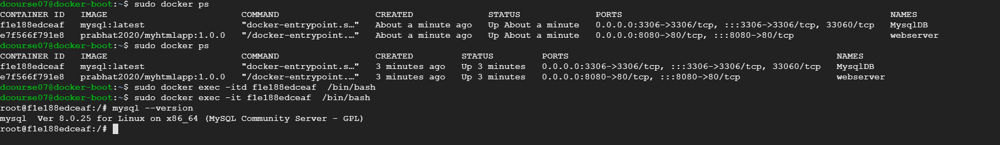 dcourse07@docker-boot:~$ sudo docker ps
CONTAINER ID   IMAGE                         COMMAND                  CREATED              STATUS              PORTS                                                  NAMES
f1e188edceaf   mysql:latest                  "docker-entrypoint.s…"   About a minute ago   Up About a minute   0.0.0.0:3306->3306/tcp, :::3306->3306/tcp, 33060/tcp   MysqlDB
e7f566f791e8   prabhat2020/myhtmlapp:1.0.0   "/docker-entrypoint.…"   About a minute ago   Up About a minute   0.0.0.0:8080->80/tcp, :::8080->80/tcp                  webserver
dcourse07@docker-boot:~$ sudo docker ps
CONTAINER ID   IMAGE                         COMMAND                  CREATED         STATUS         PORTS                                                  NAMES
f1e188edceaf   mysql:latest                  "docker-entrypoint.s…"   3 minutes ago   Up 3 minutes   0.0.0.0:3306->3306/tcp, :::3306->3306/tcp, 33060/tcp   MysqlDB
e7f566f791e8   prabhat2020/myhtmlapp:1.0.0   "/docker-entrypoint.…"   3 minutes ago   Up 3 minutes   0.0.0.0:8080->80/tcp, :::8080->80/tcp                  webserver
dcourse07@docker-boot:~$ sudo docker exec -itd f1e188edceaf  /bin/bash
dcourse07@docker-boot:~$ sudo docker exec -it f1e188edceaf  /bin/bash
root@f1e188edceaf:/# mysql --version
mysql  Ver 8.0.25 for Linux on x86_64 (MySQL Community Server - GPL)
root@f1e188edceaf:/#